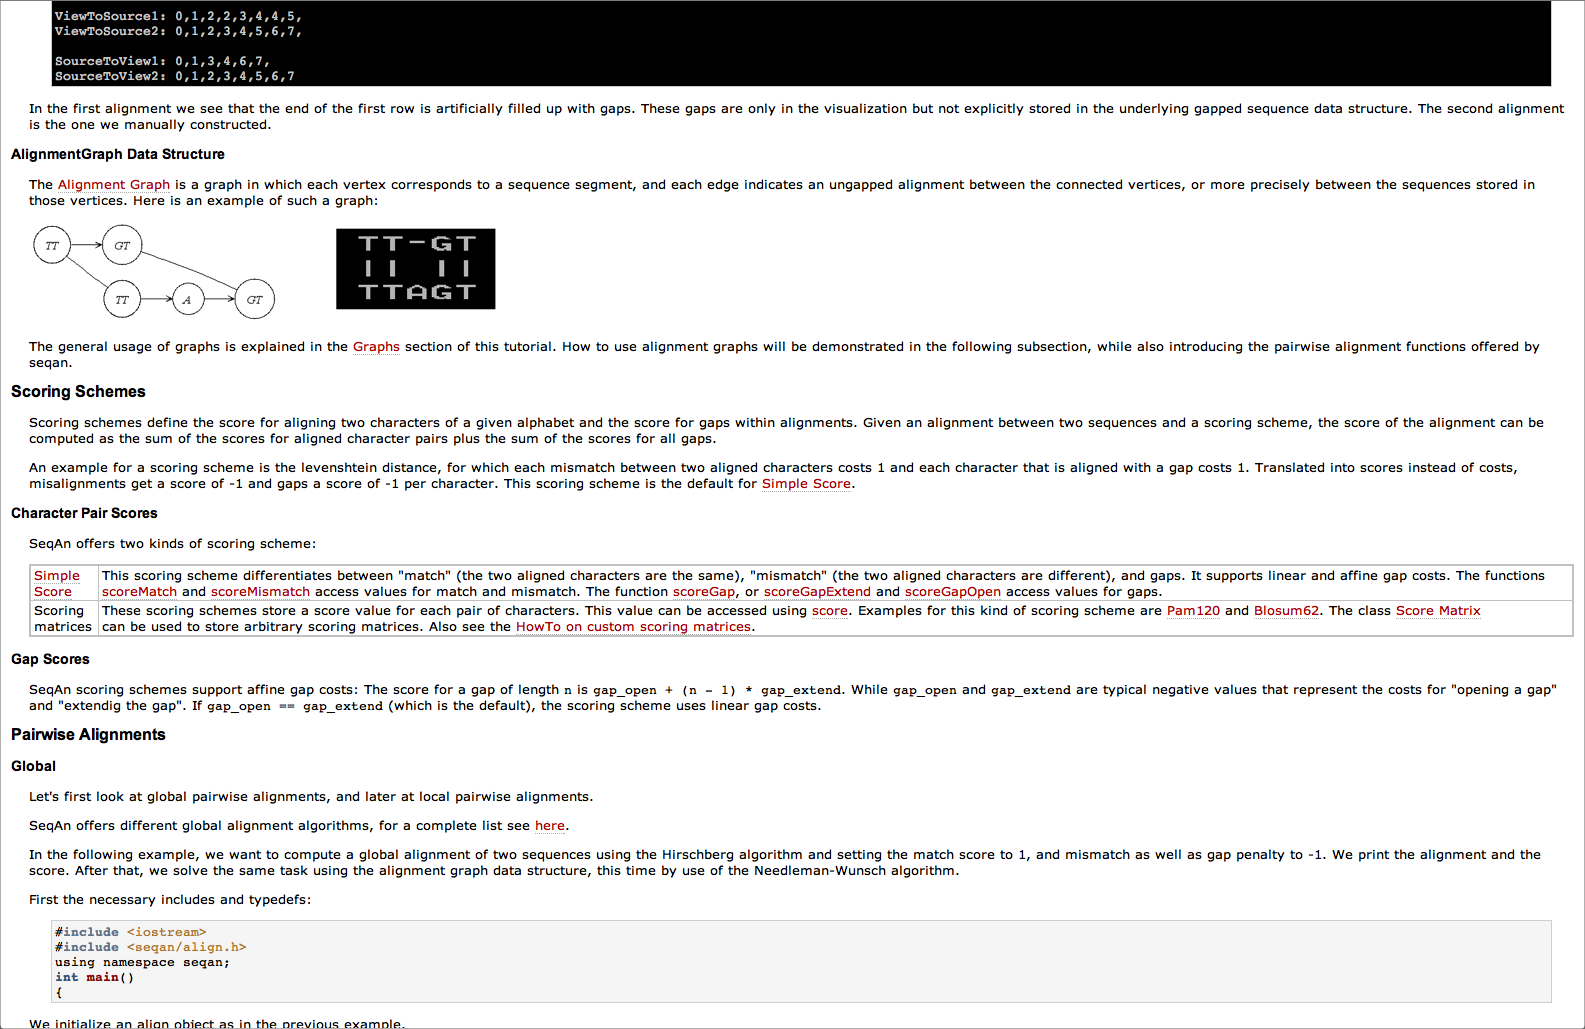 ViewToSource1: 0,1,2,2,3,4,4,5,
ViewToSource2: 0,1,2,3,4,5,6,7,
SourceToView1: 0,1,3,4,6,7,
SourceToView2: 0,1,2,3,4,5,6,7
In the first alignment we see that the end of the first row is artificially filled up with gaps. These gaps are only in the visualization but not explicitly stored in the underlying gapped sequence data structure. The second alignment
is the one we manually constructed.
AlignmentGraph Data Structure
The Alignment Graph is a graph in which each vertex corresponds to a sequence segment, and each edge indicates an ungapped alignment between the connected vertices, or more precisely between the sequences stored in
those vertices. Here is an example of such a graph:
TT GT
TT A GT
TT-GT
|| ||
TTAGT
The general usage of graphs is explained in the Graphs section of this tutorial. How to use alignment graphs will be demonstrated in the following subsection, while also introducing the pairwise alignment functions offered by
seqan.
Scoring Schemes
Scoring schemes define the score for aligning two characters of a given alphabet and the score for gaps within alignments. Given an alignment between two sequences and a scoring scheme, the score of the alignment can be
computed as the sum of the scores for aligned character pairs plus the sum of the scores for all gaps.
An example for a scoring scheme is the levenshtein distance, for which each mismatch between two aligned characters costs 1 and each character that is aligned with a gap costs 1. Translated into scores instead of costs,
misalignments get a score of -1 and gaps a score of -1 per character. This scoring scheme is the default for Simple Score.
Character Pair Scores
SeqAn offers two kinds of scoring scheme:
Simple Score
This scoring scheme differentiates between "match" (the two aligned characters are the same), "mismatch" (the two aligned characters are different), and gaps. It supports linear and affine gap costs. The functions
scoreMatch and scoreMismatch access values for match and mismatch. The function scoreGap, or scoreGapExtend and scoreGapOpen access values for gaps.
Scoring matrices
These scoring schemes store a score value for each pair of characters. This value can be accessed using score. Examples for this kind of scoring scheme are Pam120 and Blosum62. The class Score Matrix
can be used to store arbitrary scoring matrices. Also see the HowTo on custom scoring matrices.
Gap Scores
SeqAn scoring schemes support affine gap costs: The score for a gap of length n is gap_open + (n - 1) * gap_extend. While gap_open and gap_extend are typical negative values that represent the costs for "opening a gap"
and "extendig the gap". If gap_open == gap_extend (which is the default), the scoring scheme uses linear gap costs.
Pairwise Alignments
Global
Let's first look at global pairwise alignments, and later at local pairwise alignments.
SeqAn offers different global alignment algorithms, for a complete list see here.
In the following example, we want to compute a global alignment of two sequences using the Hirschberg algorithm and setting the match score to 1, and mismatch as well as gap penalty to -1. We print the alignment and the
score. After that, we solve the same task using the alignment graph data structure, this time by use of the Needleman-Wunsch algorithm.
First the necessary includes and typedefs:
#include <iostream>
#include <seqan/align.h>
using namespace seqan;
int main()
{
We initialize an align object as in the previous example.